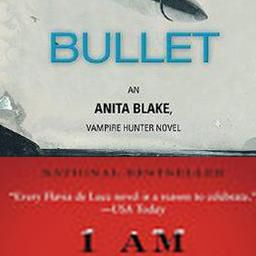 BULLET
AN
ANITA BLAKE,
VAMPIRE HUNTER NOVEL
NATIONAL BESTSELLER
"Every Flavia de Luce novel is a reason to celebrate."
—USA Today
I AM